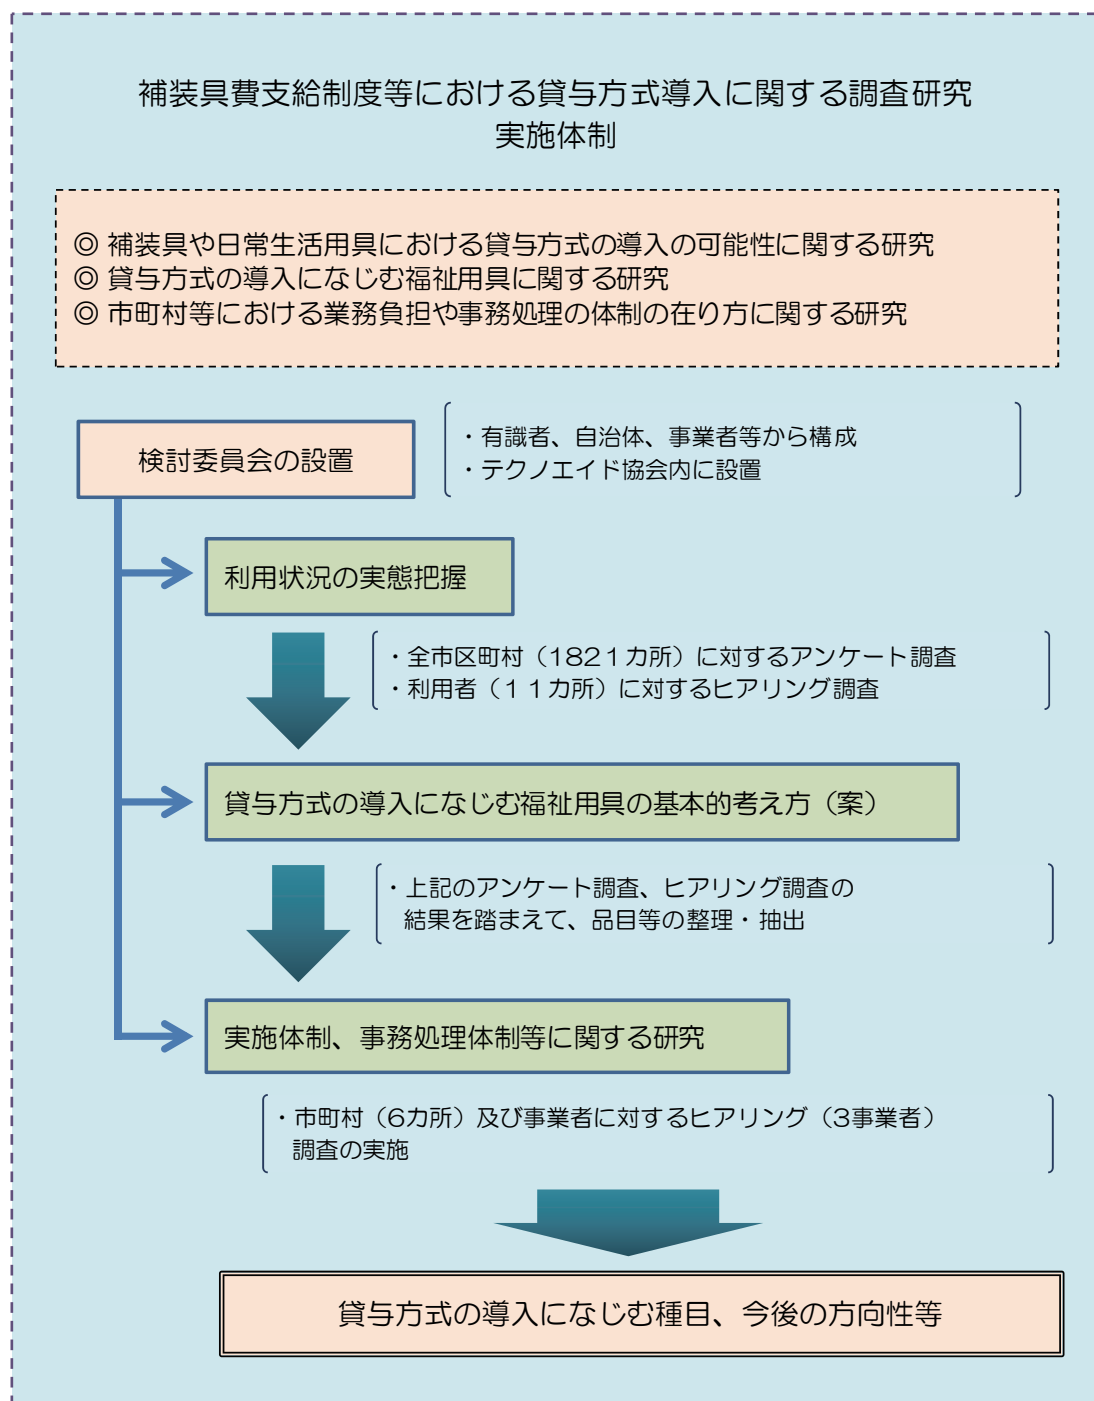 補装具費支給制度等における貸与方式導入に関する調査研究
実施体制
◎ 補装具や日常生活用具における貸与方式の導入の可能性に関する研究
◎ 貸与方式の導入になじむ福祉用具に関する研究
◎ 市町村等における業務負担や事務処理の体制の在り方に関する研究
検討委員会の設置
・有識者、自治体、事業者等から構成
・テクノエイド協会内に設置
利用状況の実態把握
・全市区町村（1821カ所）に対するアンケート調査
・利用者（１１カ所）に対するヒアリング調査
貸与方式の導入になじむ福祉用具の基本的考え方（案）
・上記のアンケート調査、ヒアリング調査の
結果を踏まえて、品目等の整理・抽出
実施体制、事務処理体制等に関する研究
・市町村（6カ所）及び事業者に対するヒアリング（3事業者）
調査の実施
貸与方式の導入になじむ種目、今後の方向性等